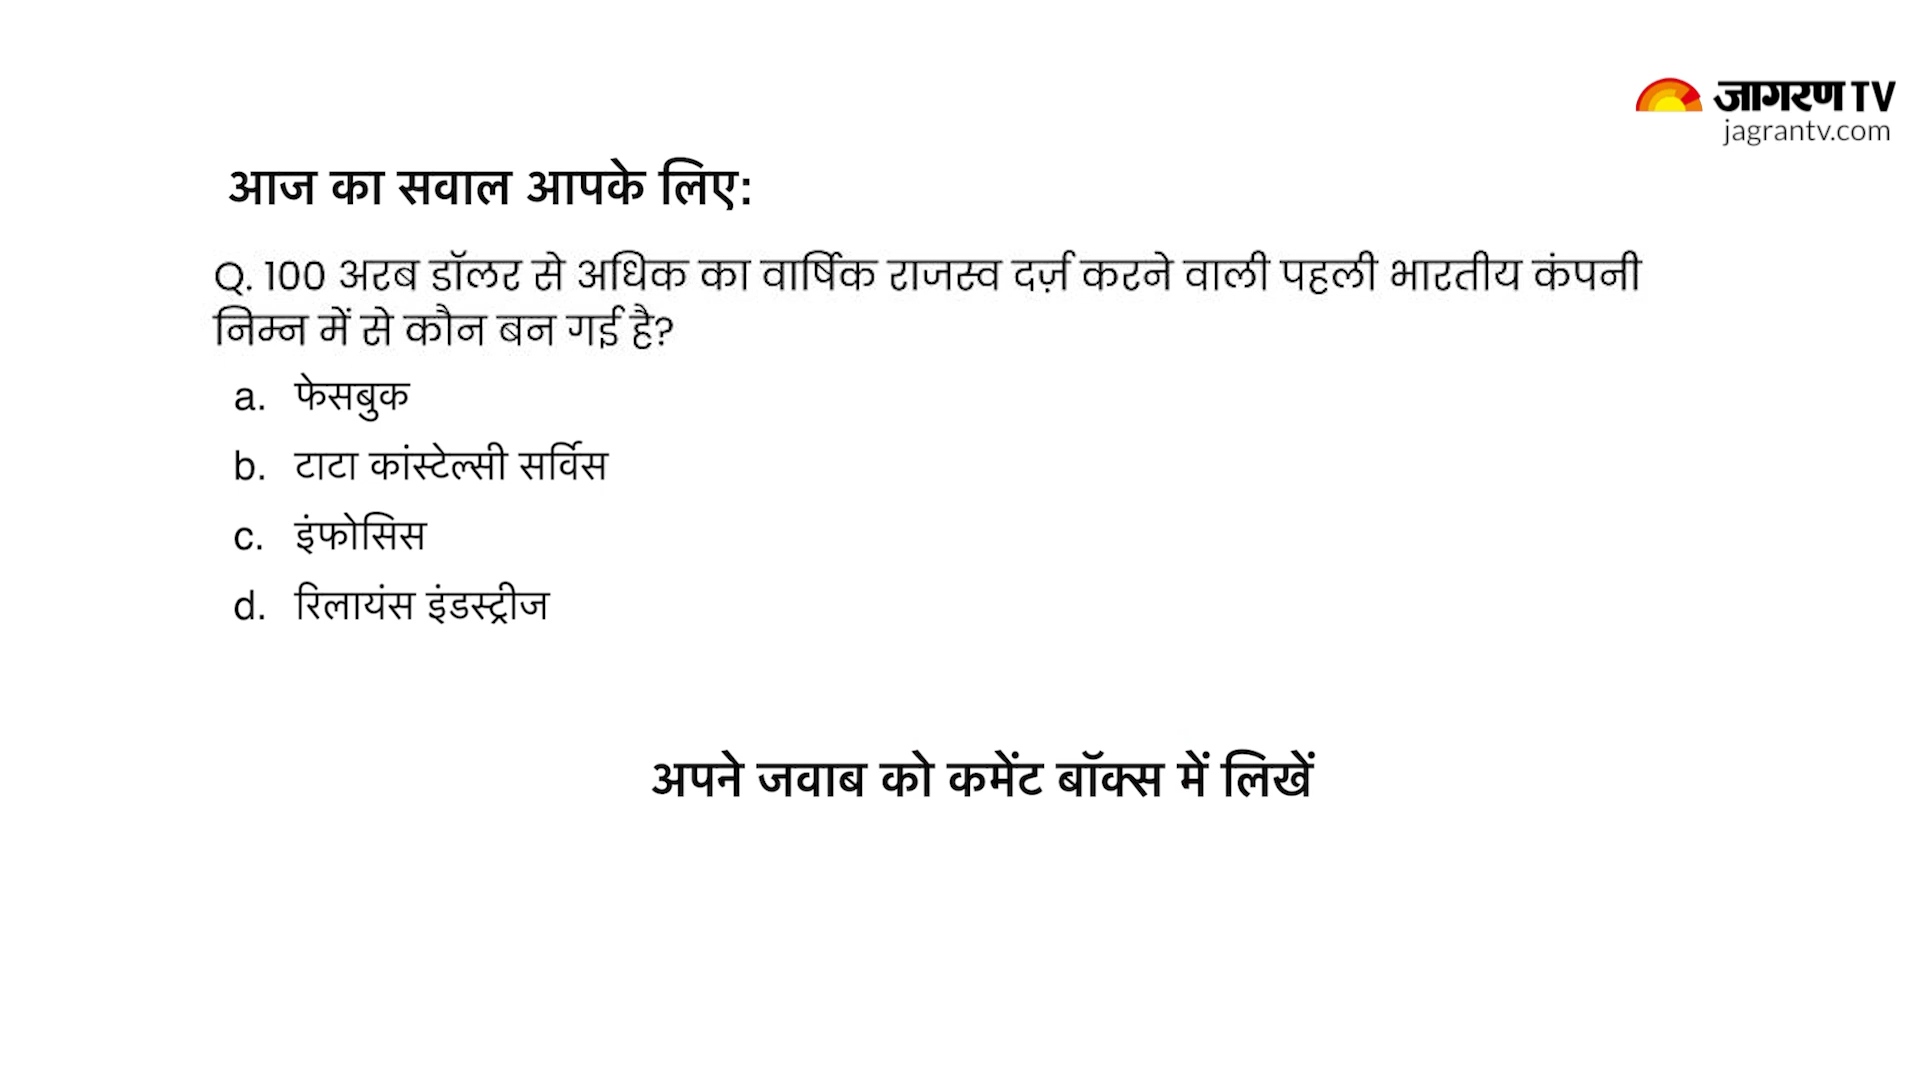 जागरण TV
jagrantv.com
आज का सवाल आपके लिए:
Q. 100 अरब डॉलर से अधिक का वार्षिक राजस्व दर्ज़ करने वाली पहली भारतीय कंपनी
निम्न में से कौन बन गई है?
a. फेसबुक
b. टाटा कांस्टेल्सी सर्विस
c. इंफोसिस
d. रिलायंस इंडस्ट्रीज
अपने जवाब को कमेंट बॉक्स में लिखें